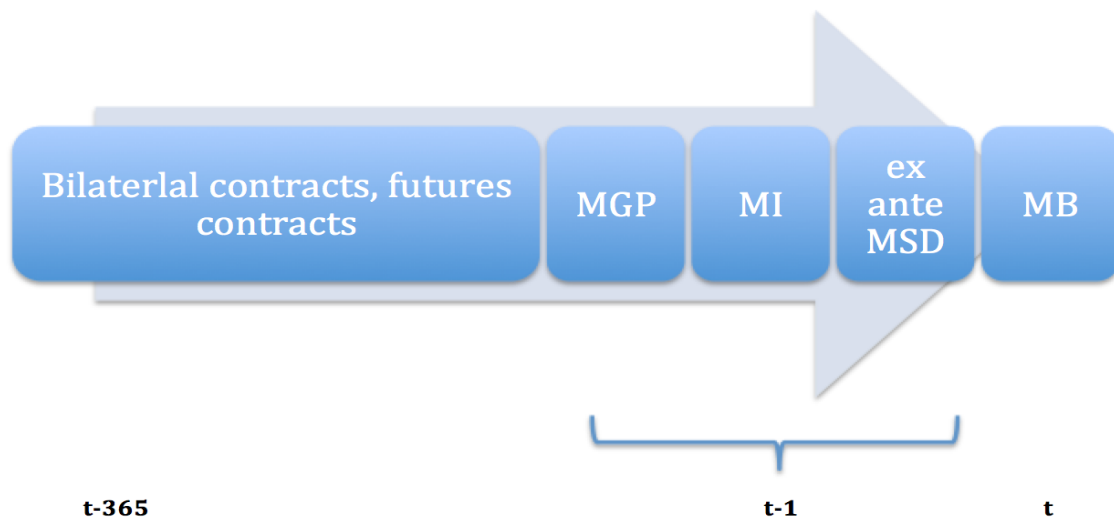 Bilaterlal contracts, futures
contracts
MGP
MI
ex
ante
MSD
MB
t-365
t-1
t